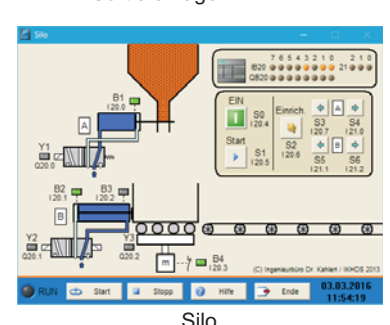 Silo
7 6 5 4 3 2 1 0 2 1 0
IB20 21
QB20
EIN
S0
I20.4
Start
S1
I20.5
Einrich.
S2
I20.6
A
S3 S4
I20.7 I21.0
B
S5 S6
I21.1 I21.2
B1
I20.0
A
Y1
Q20.0
B2 B3
I20.1 I20.2
B
Y2 Y3
Q20.1 Q20.2
m
B4
I20.3
(C) Ingenieurbüro Dr. Kahlert / IKHDS 2013
RUN Start Stopp Hilfe Ende 03.03.2016
11:54:19
Silo